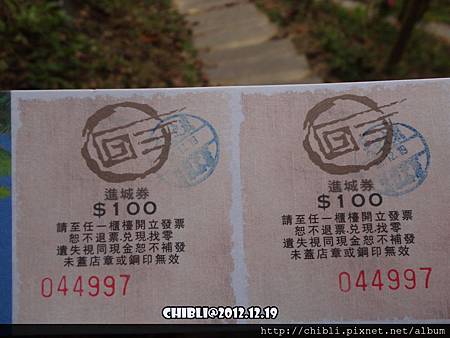 進城券
$100
請至任一櫃檯開立發票
恕不退票兌現找零
遺失視同現金恕不補發
未蓋店章或鋼印無效
044997
進城券
$100
請至任一櫃檯開立發票
恕不退票兌現找零
遺失視同現金恕不補發
未蓋店章或鋼印無效
044997
CHIBLI@2012.12.19
http://chibli.pixnet.net/album